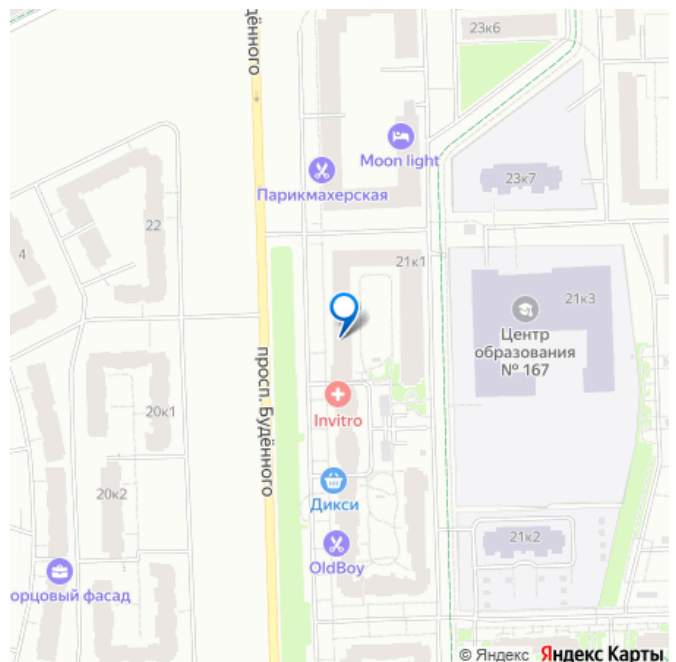 23к6
дённого
Moon light
Парикмахерская
23к7
22
4
21к1
21к3
Центр
образования
№ 167
просп. Будённого
Invitro
20к1
20к2
Дикси
21к2
OldBoy
орцовый фасад
© Яндекс Яндекс Карты